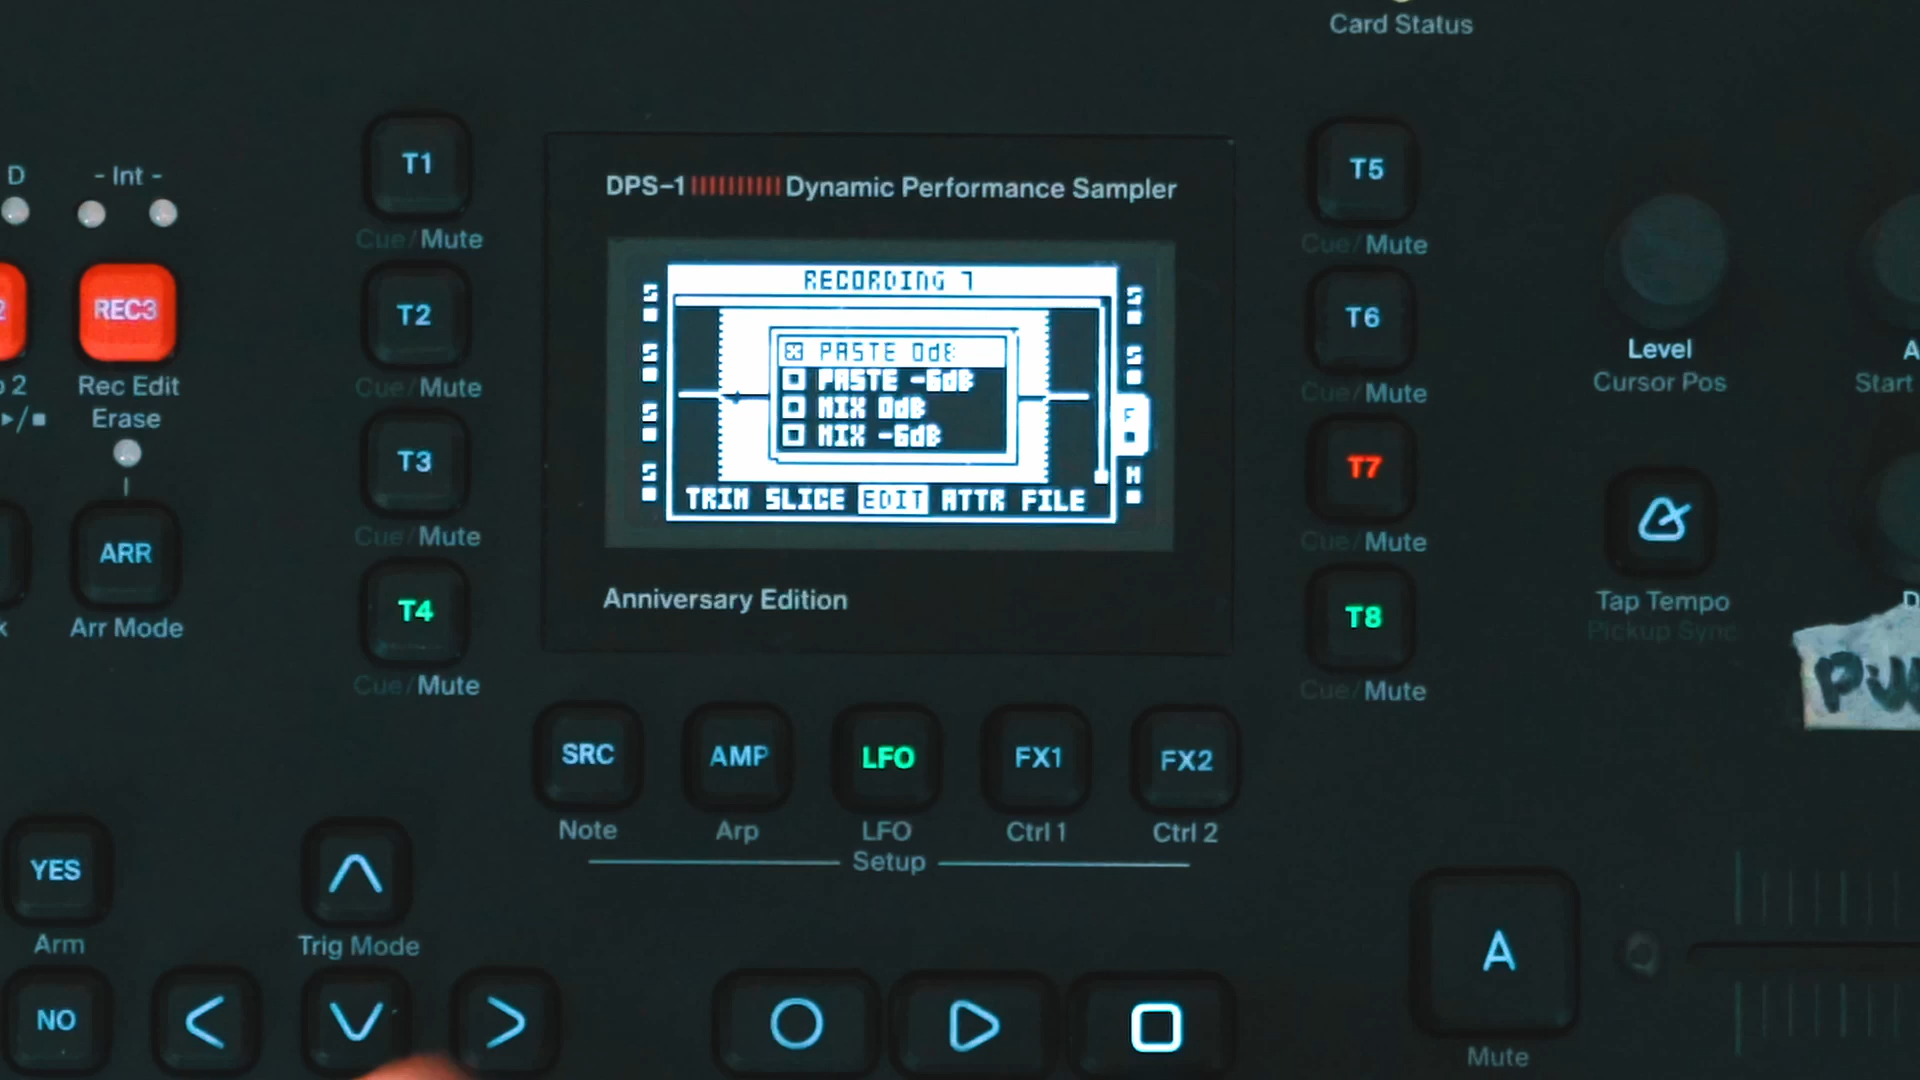 Card Status
D
- Int -
REC3
2
Rec Edit
Erase
ARR
Arr Mode
T1
Cue/Mute
T2
Cue/Mute
T3
Cue/Mute
T4
Cue/Mute
DPS-1 Dynamic Performance Sampler
RECORDING 7
PASTE 0dB
PASTE -6dB
MIX 0dB
MIX -6dB
TRIM SLICE EDIT ATTR FILE
Anniversary Edition
T5
Cue/Mute
T6
Cue/Mute
T7
Cue/Mute
T8
Cue/Mute
Level
Cursor Pos
A
Start
Tap Tempo
Pickup Sync
D
SRC
AMP
LFO
FX1
FX2
Note
Arp
LFO
Ctrl 1
Ctrl 2
Setup
YES
Arm
Trig Mode
NO
A
Mute